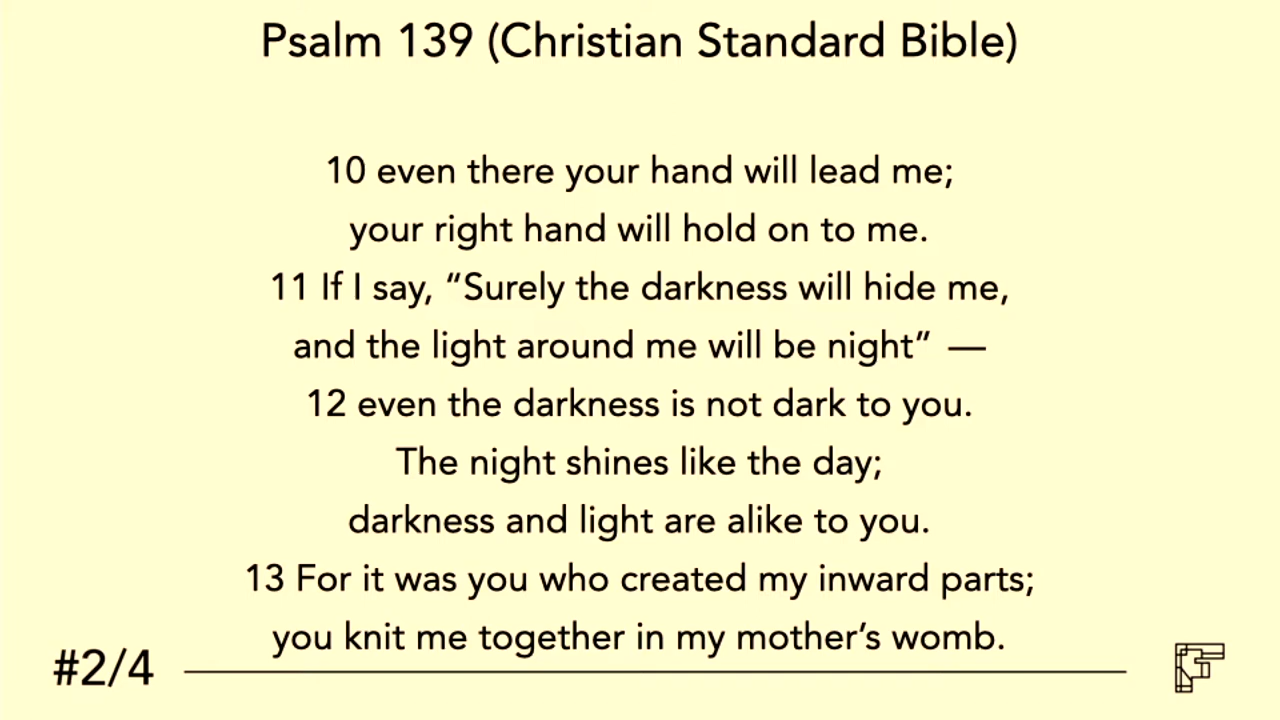 Psalm 139 (Christian Standard Bible)
10 even there your hand will lead me;
your right hand will hold on to me.
11 If I say, “Surely the darkness will hide me,
and the light around me will be night” —
12 even the darkness is not dark to you.
The night shines like the day;
darkness and light are alike to you.
13 For it was you who created my inward parts;
you knit me together in my mother’s womb.
#2/4